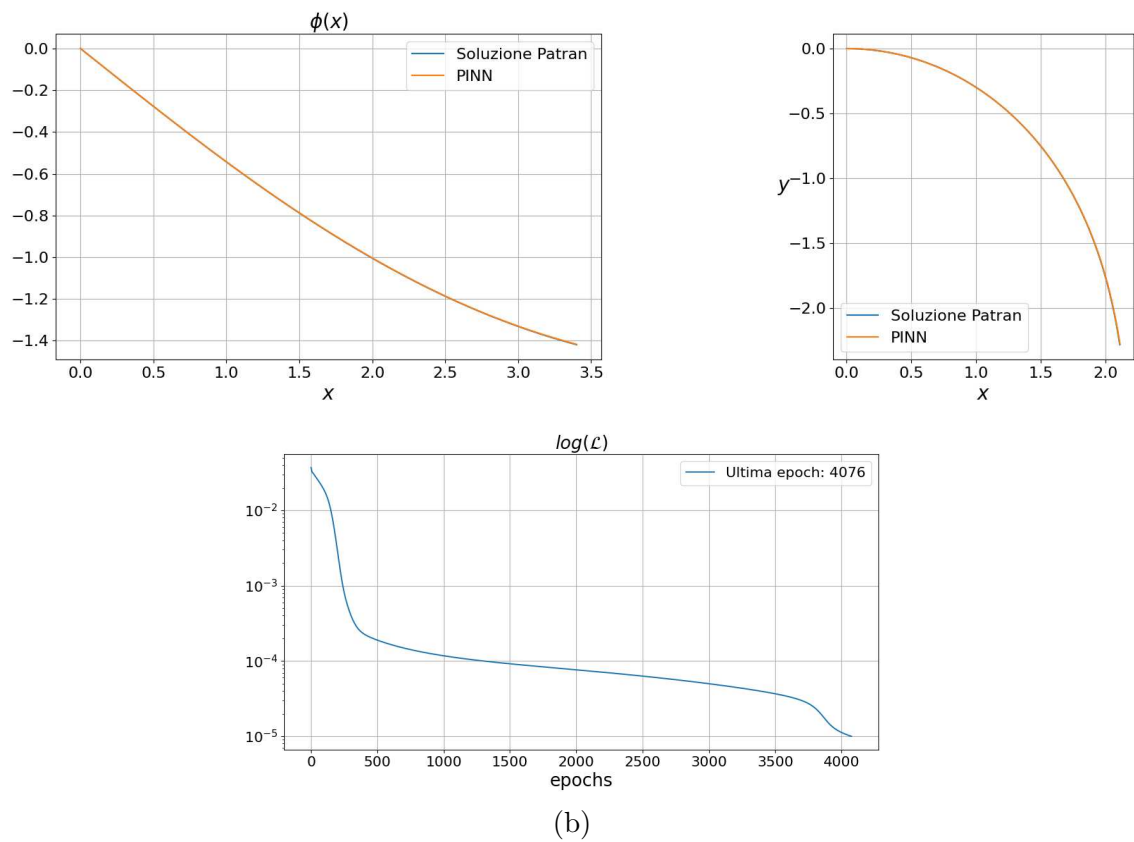 ϕ(x)
0.0
−0.2
−0.4
−0.6
−0.8
−1.0
−1.2
−1.4
Soluzione Patran
PINN
0.0 0.5 1.0 1.5 2.0 2.5 3.0 3.5
x
0.0
−0.5
−1.0
−1.5
−2.0
y
Soluzione Patran
PINN
0.0 0.5 1.0 1.5 2.0
x
log(ℒ)
10⁻²
10⁻³
10⁻⁴
10⁻⁵
Ultima epoch: 4076
0 500 1000 1500 2000 2500 3000 3500 4000
epochs
(b)